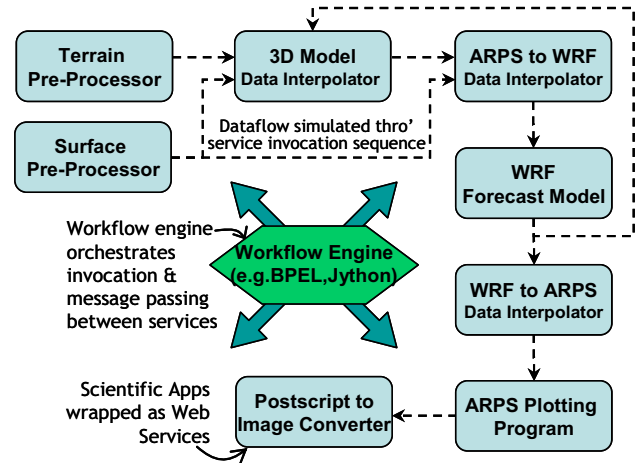 Terrain
Pre-Processor
3D Model
Data Interpolator
ARPS to WRF
Data Interpolator
Surface
Pre-Processor
Dataflow simulated thro'
service invocation sequence
WRF
Forecast Model
Workflow engine
orchestrates
invocation &
message passing
between services
Workflow Engine
(e.g.BPEL,Jython)
WRF to ARPS
Data Interpolator
Scientific Apps
wrapped as Web
Services
Postscript to
Image Converter
ARPS Plotting
Program